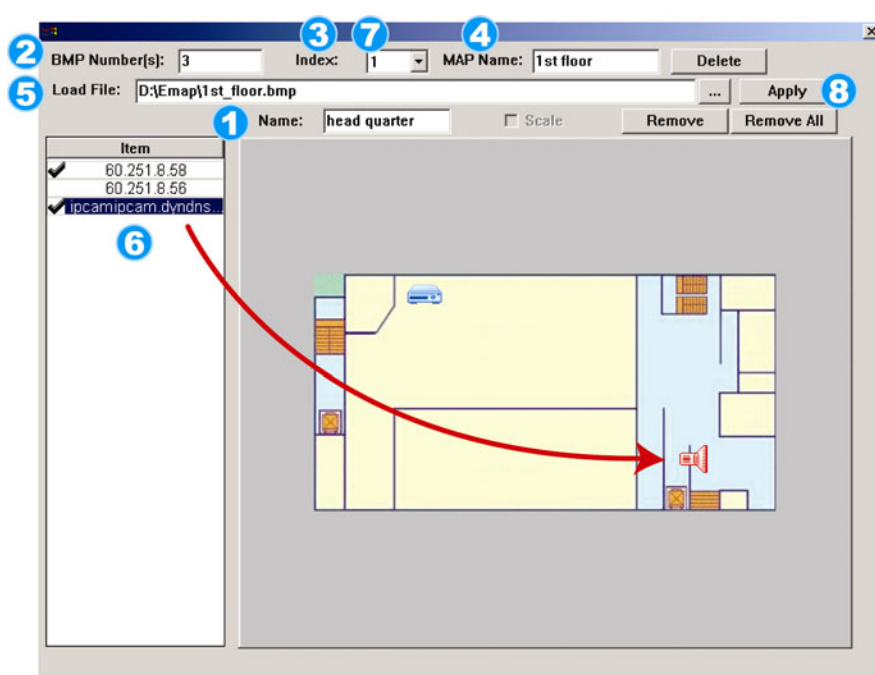 3 7 4
2 BMP Number(s): 3 Index: 1 MAP Name: 1st floor Delete
5 Load File: D:\Emap\1st_floor.bmp ... Apply 8
1 Name: head quarter Scale Remove Remove All
Item
60.251.8.58
60.251.8.56
ipcamipcam.dyndns...
6